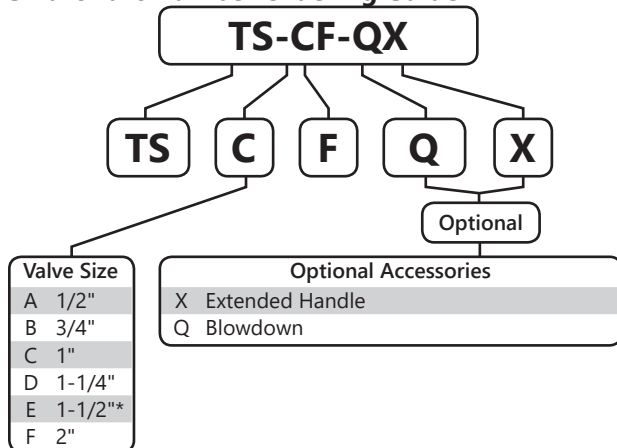 TS-CF-QX
TS C F Q X
Optional
Valve Size
A 1/2"
B 3/4"
C 1"
D 1-1/4"
E 1-1/2"*
F 2"
Optional Accessories
X Extended Handle
Q Blowdown